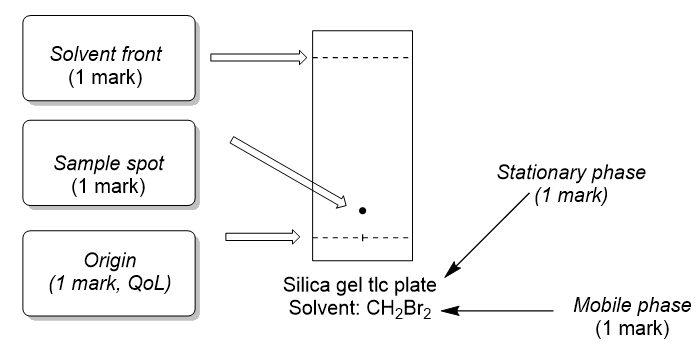 Solvent front
(1 mark)
Sample spot
(1 mark)
Origin
(1 mark, QoL)
Stationary phase
(1 mark)
Silica gel tlc plate
Solvent: CH₂Br₂
Mobile phase
(1 mark)